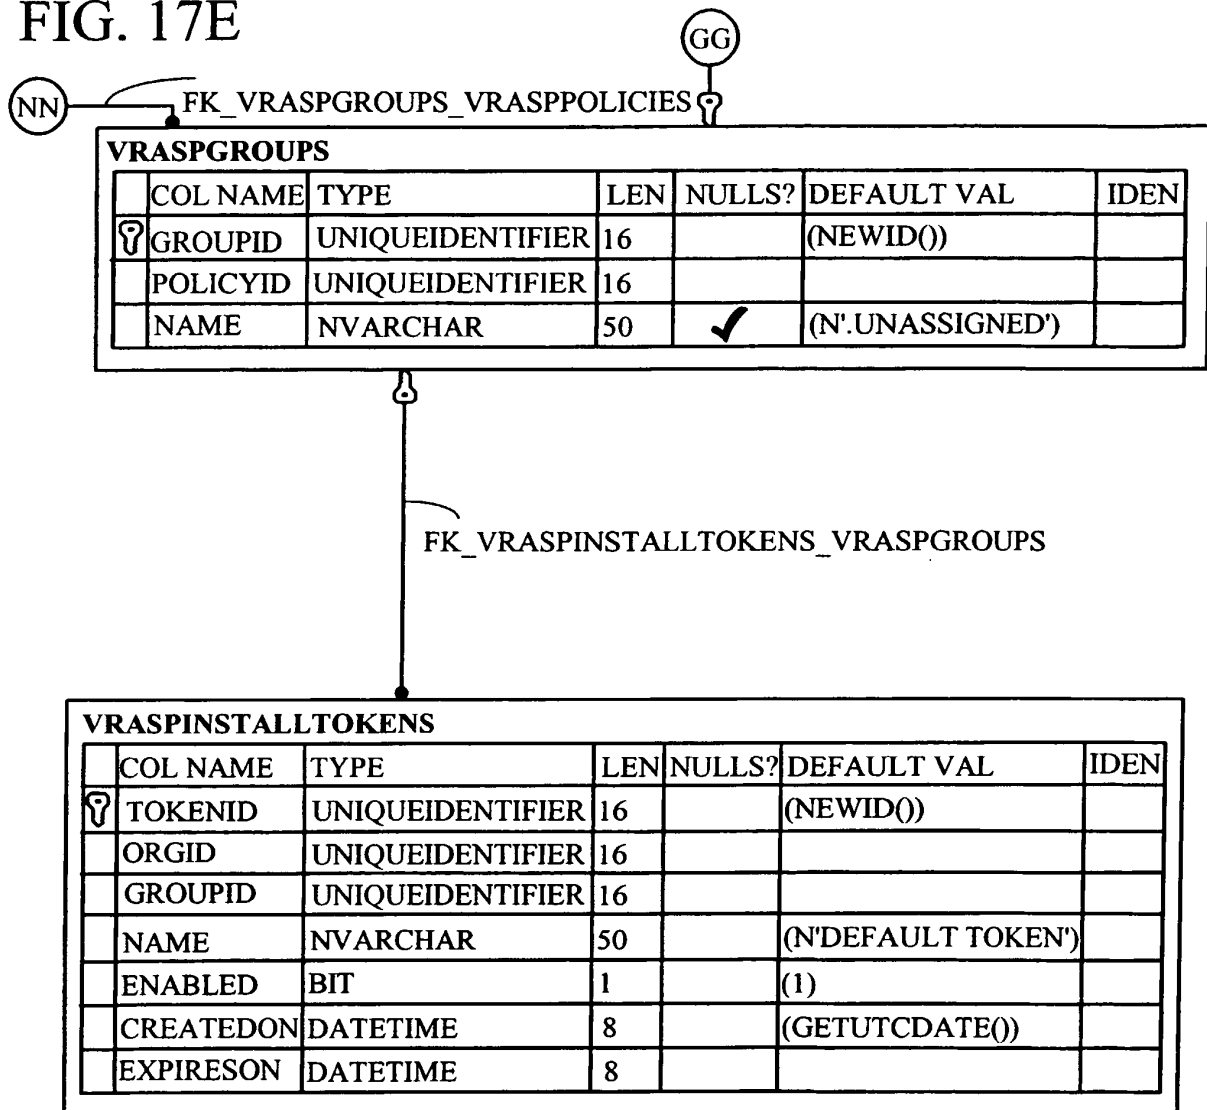 FIG. 17E
GG
NN
FK_VRASPGROUPS_VRASPPOLICIES
VRASPGROUPS
COL NAME TYPE LEN NULLS? DEFAULT VAL IDEN
GROUPID UNIQUEIDENTIFIER 16 (NEWID())
POLICYID UNIQUEIDENTIFIER 16
NAME NVARCHAR 50 ✓ (N'.UNASSIGNED')
FK_VRASPINSTALLTOKENS_VRASPGROUPS
VRASPINSTALLTOKENS
COL NAME TYPE LEN NULLS? DEFAULT VAL IDEN
TOKENID UNIQUEIDENTIFIER 16 (NEWID())
ORGID UNIQUEIDENTIFIER 16
GROUPID UNIQUEIDENTIFIER 16
NAME NVARCHAR 50 (N'DEFAULT TOKEN')
ENABLED BIT 1 (1)
CREATEDON DATETIME 8 (GETUTCDATE())
EXPIRESON DATETIME 8